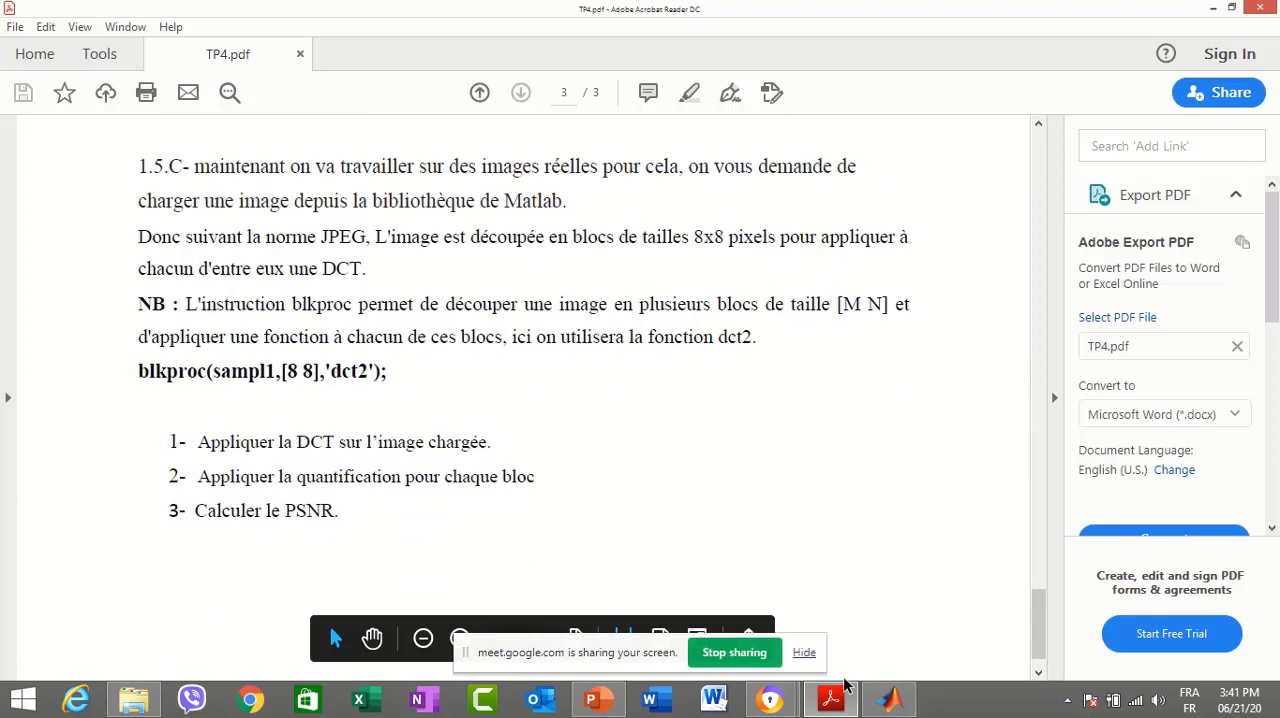 TP4.pdf - Adobe Acrobat Reader DC
File Edit View Window Help
Home Tools TP4.pdf × Sign In
3 / 3 Share
1.5.C- maintenant on va travailler sur des images réelles pour cela, on vous demande de
charger une image depuis la bibliothèque de Matlab.
Donc suivant la norme JPEG, L'image est découpée en blocs de tailles 8x8 pixels pour appliquer à
chacun d'entre eux une DCT.
NB : L'instruction blkproc permet de découper une image en plusieurs blocs de taille [M N] et
d'appliquer une fonction à chacun de ces blocs, ici on utilisera la fonction dct2.
blkproc(sampl1,[8 8],'dct2');
1- Appliquer la DCT sur l’image chargée.
2- Appliquer la quantification pour chaque bloc
3- Calculer le PSNR.
Search 'Add Link'
Export PDF
Adobe Export PDF
Convert PDF Files to Word
or Excel Online
Select PDF File
TP4.pdf
Convert to
Microsoft Word (*.docx)
Document Language:
English (U.S.) Change
Create, edit and sign PDF
forms & agreements
Start Free Trial
meet.google.com is sharing your screen. Stop sharing Hide
FRA 3:41 PM
FR 06/21/20